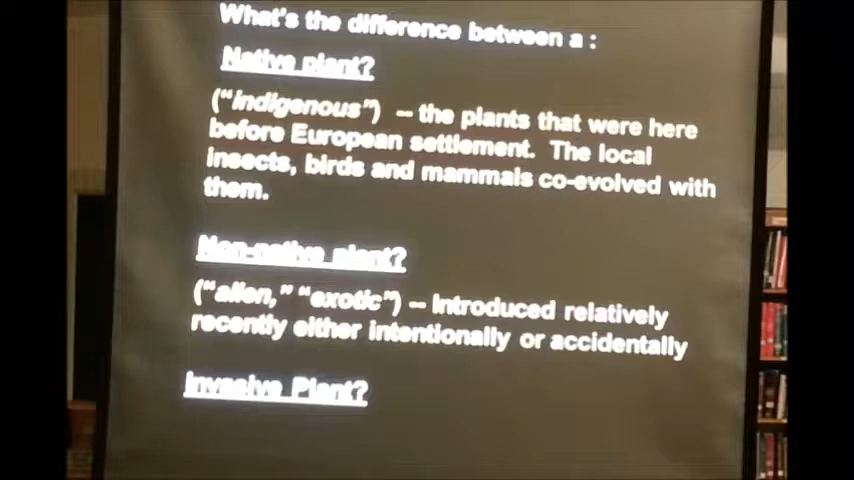 What's the difference between a :
Native plant?
("indigenous") – the plants that were here
before European settlement. The local
insects, birds and mammals co-evolved with
them.
Non-native plant?
("alien," "exotic") – Introduced relatively
recently either intentionally or accidentally
Invasive Plant?